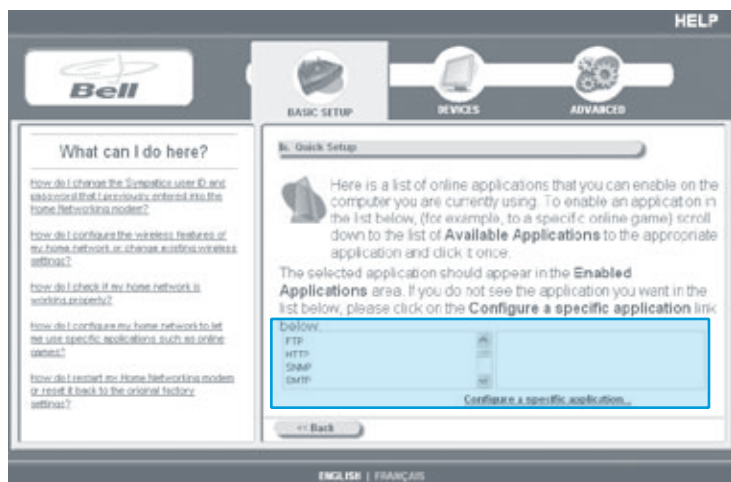 HELP
Bell
BASIC SETUP
DEVICES
ADVANCED
What can I do here?
How do I change the Sympatico user ID and
password that I previously entered into the
Home Networking modem?
How do I configure the wireless features of
my home network or change existing wireless
settings?
How do I check if my home network is
working properly?
How do I configure my home network to let
me use specific applications such as online
games?
How do I restart my Home Networking modem
or reset it back to the original factory
settings?
Quick Setup
Here is a list of online applications that you can enable on the
computer you are currently using. To enable an application in
the list below, (for example, to a specific online game) scroll
down to the list of Available Applications to the appropriate
application and click it once.
The selected application should appear in the Enabled
Applications area. If you do not see the application you want in the
list below, please click on the Configure a specific application link
below.
FTP
HTTP
SNMP
SMTP
Configure a specific application...
<< Back
ENGLISH | FRANÇAIS